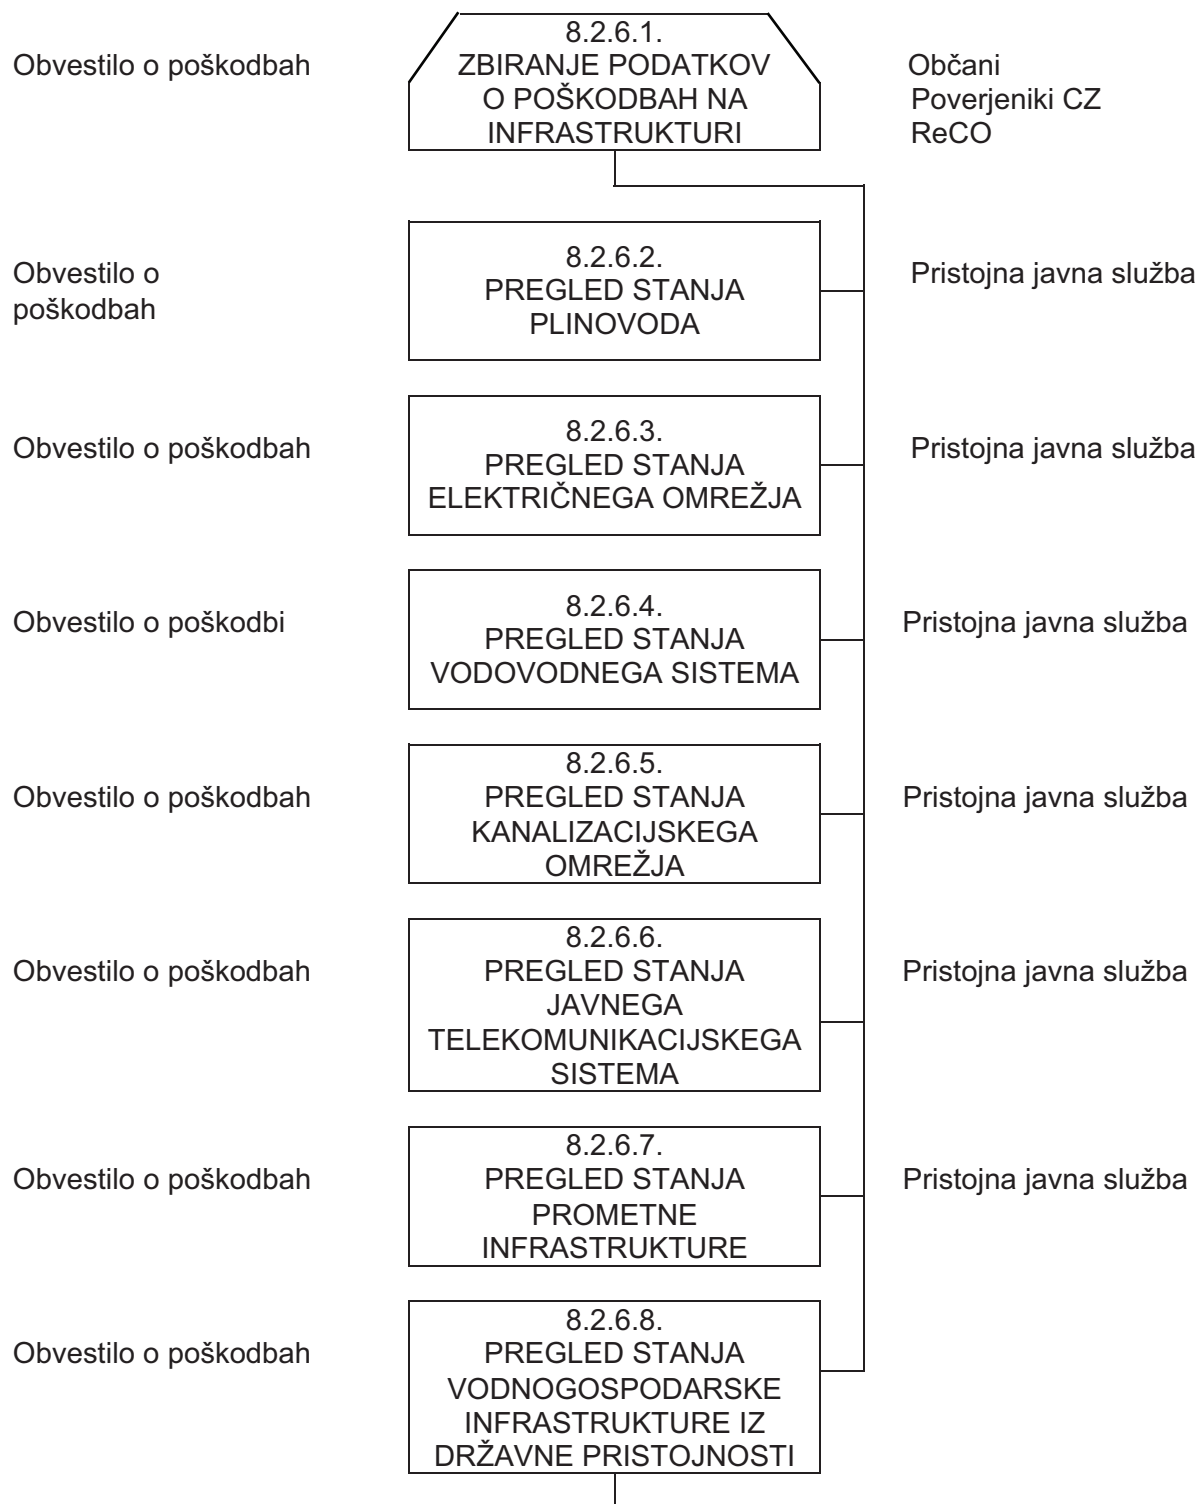 Obvestilo o poškodbah
8.2.6.1.
ZBIRANJE PODATKOV
O POŠKODBAH NA
INFRASTRUKTURI
Občani
Poverjeniki CZ
ReCO
Obvestilo o
poškodbah
8.2.6.2.
PREGLED STANJA
PLINOVODA
Pristojna javna služba
Obvestilo o poškodbah
8.2.6.3.
PREGLED STANJA
ELEKTRIČNEGA OMREŽJA
Pristojna javna služba
Obvestilo o poškodbi
8.2.6.4.
PREGLED STANJA
VODOVODNEGA SISTEMA
Pristojna javna služba
Obvestilo o poškodbah
8.2.6.5.
PREGLED STANJA
KANALIZACIJSKEGA
OMREŽJA
Pristojna javna služba
Obvestilo o poškodbah
8.2.6.6.
PREGLED STANJA
JAVNEGA
TELEKOMUNIKACIJSKEGA
SISTEMA
Pristojna javna služba
Obvestilo o poškodbah
8.2.6.7.
PREGLED STANJA
PROMETNE
INFRASTRUKTURE
Pristojna javna služba
Obvestilo o poškodbah
8.2.6.8.
PREGLED STANJA
VODNOGOSPODARSKE
INFRASTRUKTURE IZ
DRŽAVNE PRISTOJNOSTI